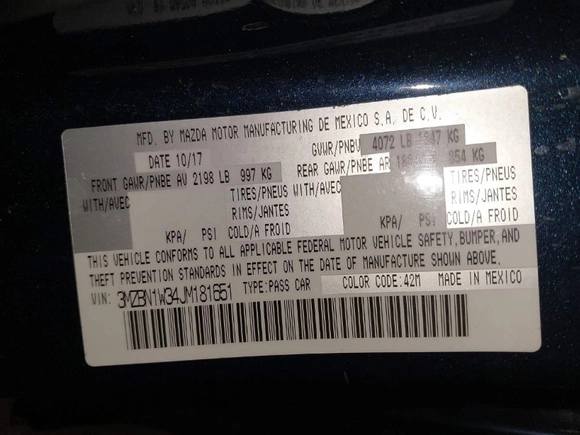 MFD. BY MAZDA MOTOR MANUFACTURING DE MEXICO S.A. DE C.V.
DATE 10/17
GVWR/PNBV 4072 LB 1847 KG
FRONT GAWR/PNBE AV 2198 LB 997 KG
REAR GAWR/PNBE AR 854 KG
WITH/AVEC TIRES/PNEUS
RIMS/JANTES
KPA/ PSI COLD/A FROID
WITH/AVEC TIRES/PNEUS
RIMS/JANTES
KPA/ PSI COLD/A FROID
THIS VEHICLE CONFORMS TO ALL APPLICABLE FEDERAL MOTOR VEHICLE SAFETY,BUMPER,AND
THEFT PREVENTION STANDARDS IN EFFECT ON THE DATE OF MANUFACTURE SHOWN ABOVE.
VIN: 3MZBN1W34JM181651 TYPE:PASS CAR COLOR CODE:42M MADE IN MEXICO